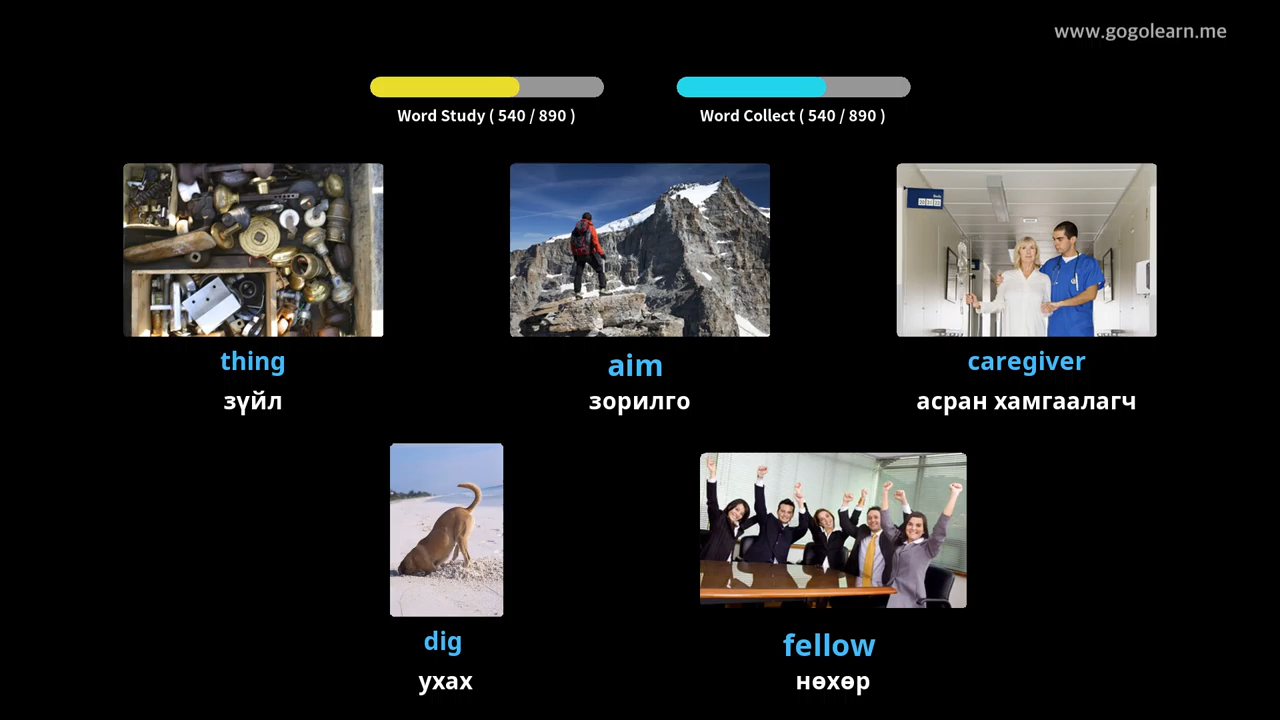 www.gogolearn.me
Word Study ( 540 / 890 )
Word Collect ( 540 / 890 )
thing
зүйл
aim
зорилго
caregiver
асран хамгаалагч
dig
ухах
fellow
нөхөр